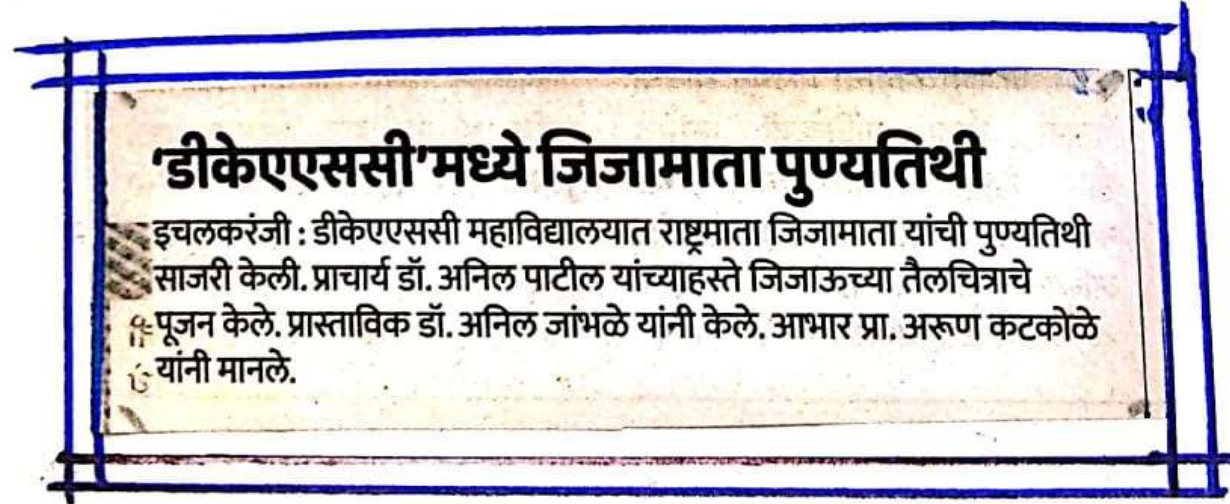 'डीकेएएससी'मध्ये जिजामाता पुण्यतिथी
इचलकरंजी : डीकेएएससी महाविद्यालयात राष्ट्रमाता जिजामाता यांची पुण्यतिथी
साजरी केली. प्राचार्य डॉ. अनिल पाटील यांच्याहस्ते जिजाऊच्या तैलचित्राचे
पूजन केले. प्रास्ताविक डॉ. अनिल जांभळे यांनी केले. आभार प्रा. अरूण कटकोळे
यांनी मानले.